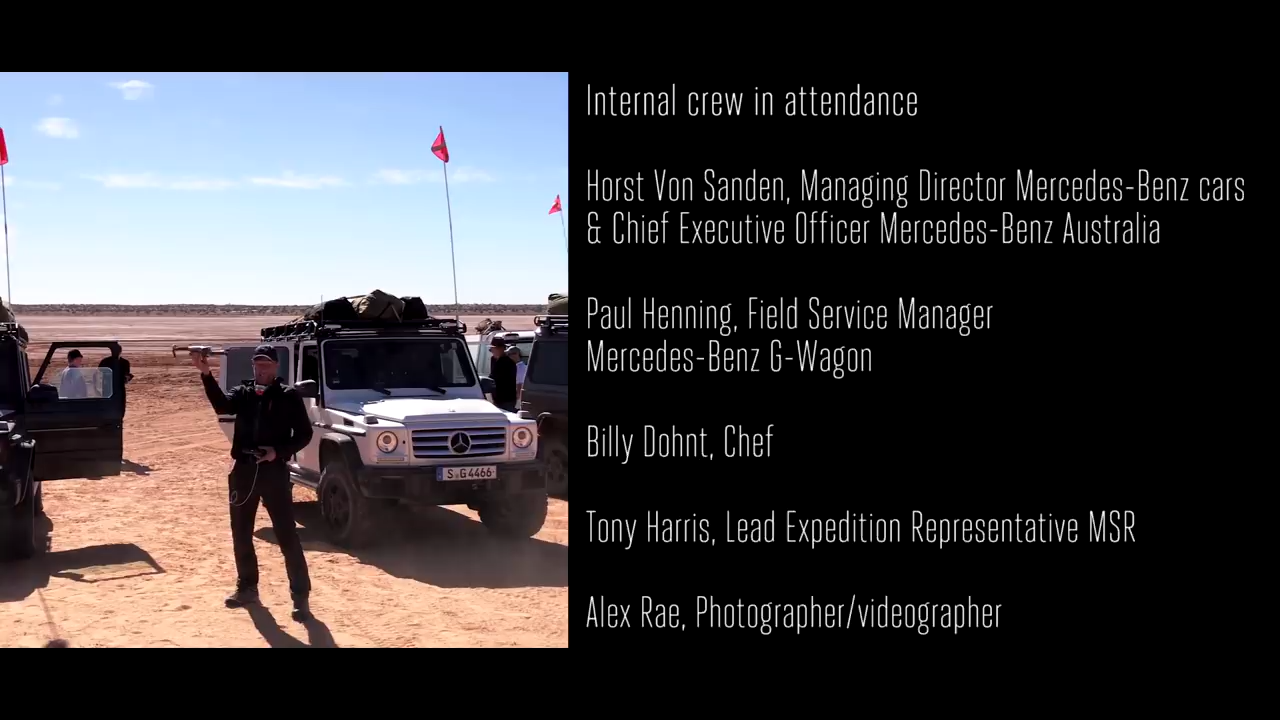 Internal crew in attendance
Horst Von Sanden, Managing Director Mercedes-Benz cars
& Chief Executive Officer Mercedes-Benz Australia
Paul Henning, Field Service Manager
Mercedes-Benz G-Wagon
Billy Dohnt, Chef
Tony Harris, Lead Expedition Representative MSR
Alex Rae, Photographer/videographer
S G 4466